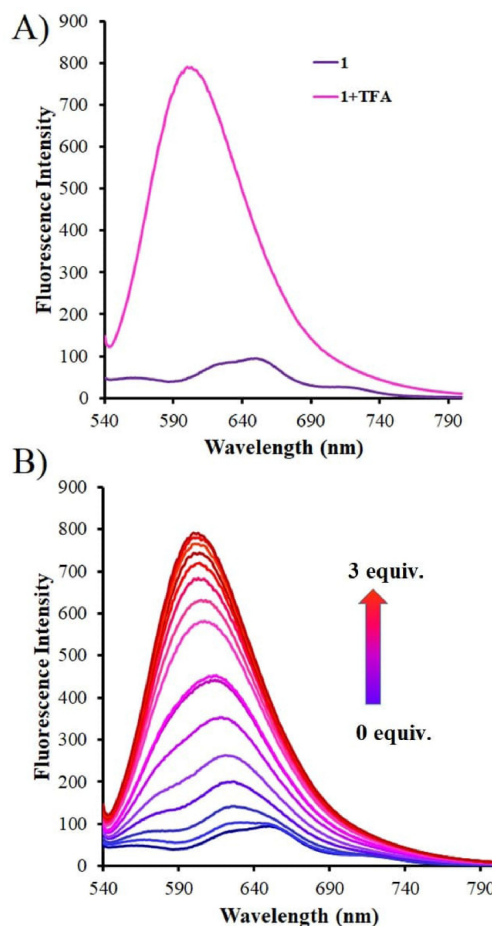 A)
900
800
700
600
500
400
300
200
100
0
Fluorescence Intensity
1
1+TFA
540 590 640 690 740 790
Wavelength (nm)
B)
900
800
700
600
500
400
300
200
100
0
Fluorescence Intensity
3 equiv.
0 equiv.
540 590 640 690 740 790
Wavelength (nm)